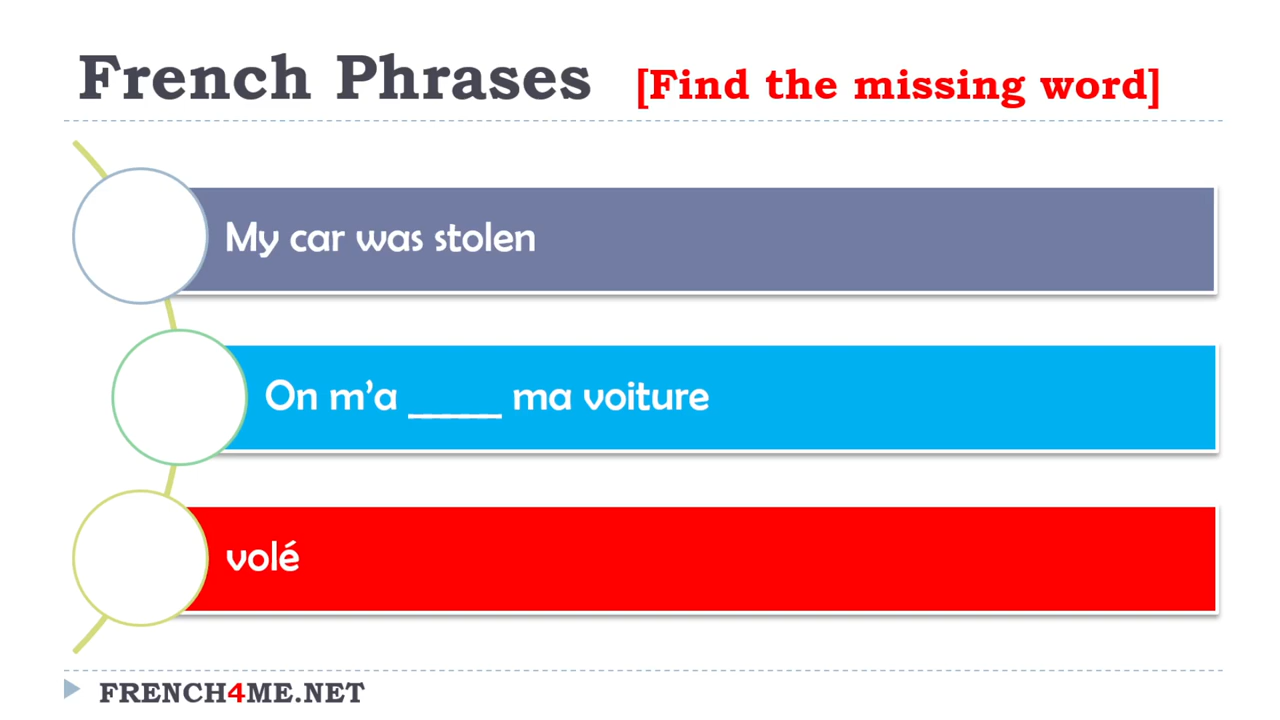 French Phrases [Find the missing word]
My car was stolen
On m’a _____ ma voiture
volé
FRENCH4ME.NET